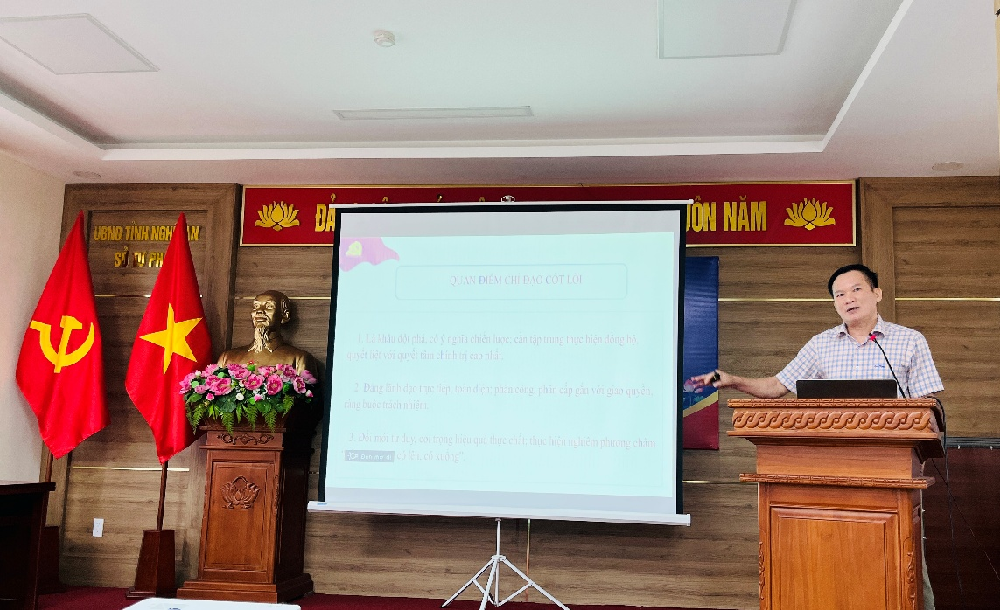 ĐẢ
UÔN NĂM
UBND TỈNH NGHỆ AN
SỞ TƯ PH
QUAN ĐIỂM CHỈ ĐẠO CỐT LÕI
1. Là khâu đột phá, có ý nghĩa chiến lược; cần tập trung thực hiện đồng bộ,
quyết liệt với quyết tâm chính trị cao nhất.
2. Đảng lãnh đạo trực tiếp, toàn diện; phân công, phân cấp gắn với giao quyền,
ràng buộc trách nhiệm.
3. Đổi mới tư duy, coi trọng hiệu quả thực chất; thực hiện nghiêm phương châm
có lên, có xuống".